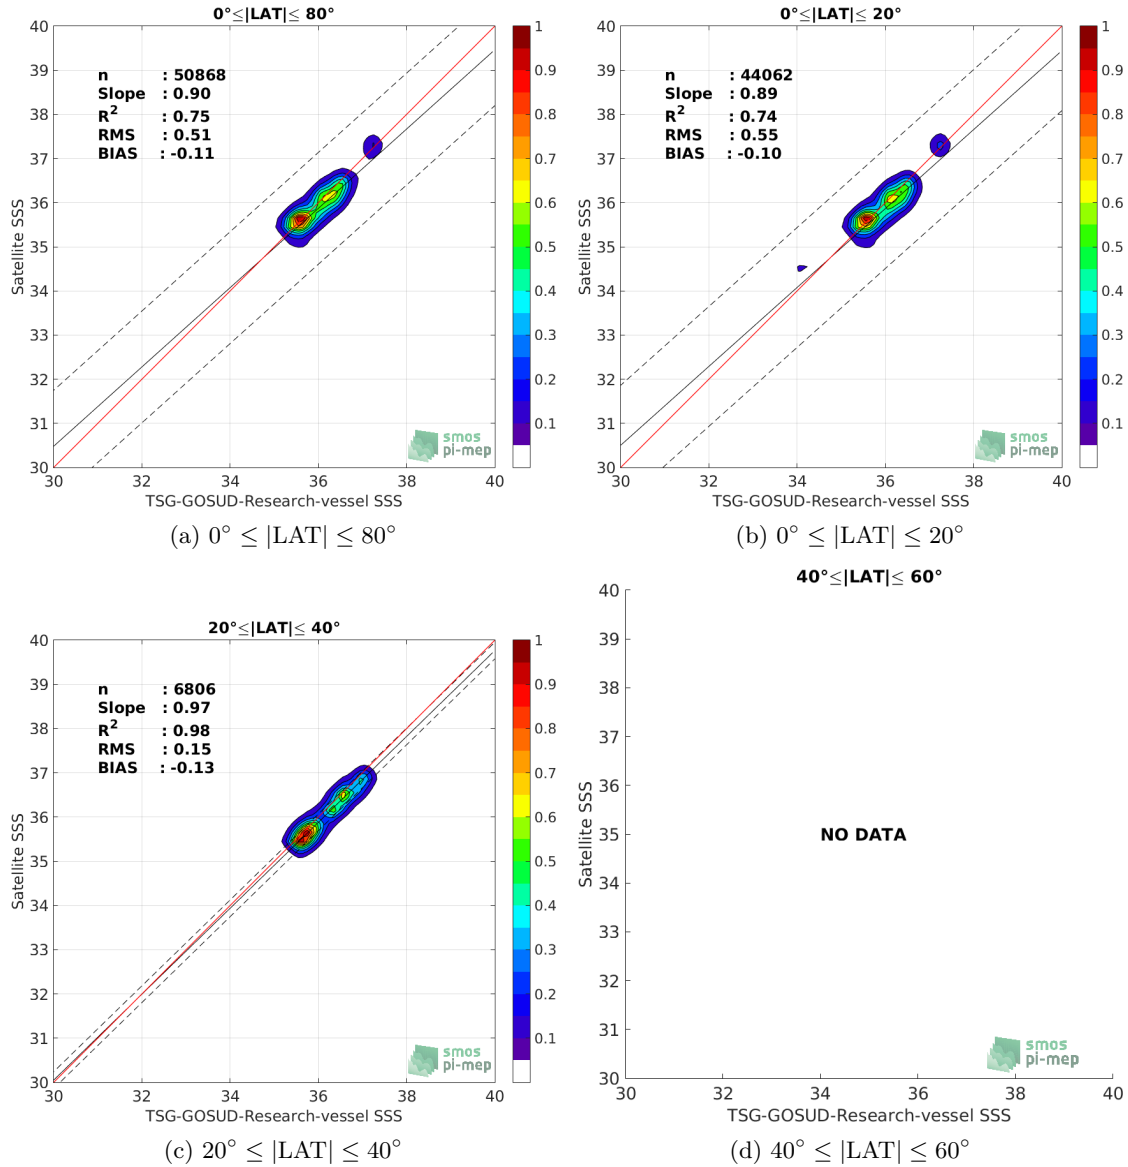 0°≤|LAT|≤ 80°
40
39
38
37
36
35
34
33
32
31
30
Satellite SSS
n : 50868
Slope : 0.90
R2 : 0.75
RMS : 0.51
BIAS : -0.11
smos
pi-mep
30 32 34 36 38 40
TSG-GOSUD-Research-vessel SSS
1
0.9
0.8
0.7
0.6
0.5
0.4
0.3
0.2
0.1
(a) 0° ≤ |LAT| ≤ 80°
0°≤|LAT|≤ 20°
40
39
38
37
36
35
34
33
32
31
30
Satellite SSS
n : 44062
Slope : 0.89
R2 : 0.74
RMS : 0.55
BIAS : -0.10
smos
pi-mep
30 32 34 36 38 40
TSG-GOSUD-Research-vessel SSS
1
0.9
0.8
0.7
0.6
0.5
0.4
0.3
0.2
0.1
(b) 0° ≤ |LAT| ≤ 20°
20°≤|LAT|≤ 40°
40
39
38
37
36
35
34
33
32
31
30
Satellite SSS
n : 6806
Slope : 0.97
R2 : 0.98
RMS : 0.15
BIAS : -0.13
smos
pi-mep
30 32 34 36 38 40
TSG-GOSUD-Research-vessel SSS
1
0.9
0.8
0.7
0.6
0.5
0.4
0.3
0.2
0.1
(c) 20° ≤ |LAT| ≤ 40°
40°≤|LAT|≤ 60°
40
39
38
37
36
35
34
33
32
31
30
Satellite SSS
NO DATA
smos
pi-mep
30 32 34 36 38 40
TSG-GOSUD-Research-vessel SSS
(d) 40° ≤ |LAT| ≤ 60°